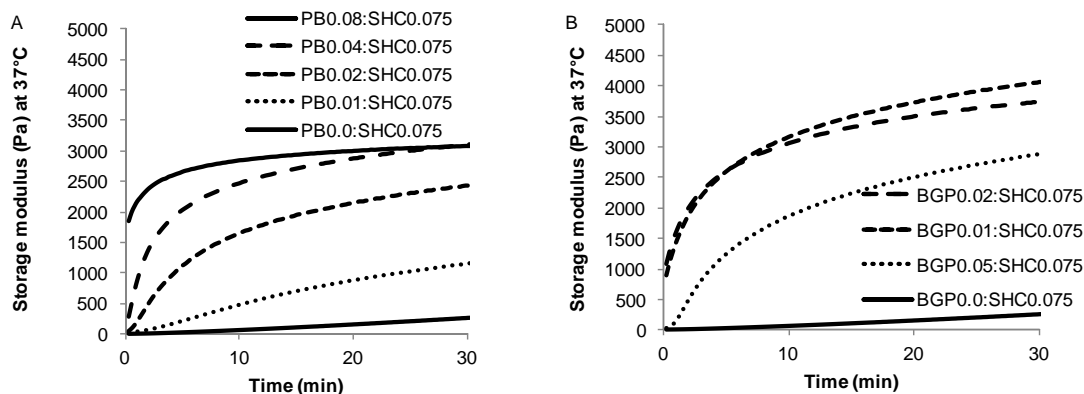 A
PB0.08:SHC0.075
PB0.04:SHC0.075
PB0.02:SHC0.075
PB0.01:SHC0.075
PB0.0:SHC0.075
Storage modulus (Pa) at 37°C
5000
4500
4000
3500
3000
2500
2000
1500
1000
500
0
0 10 20 30
Time (min)
B
Storage modulus (Pa) at 37°C
5000
4500
4000
3500
3000
2500
2000
1500
1000
500
0
BGP0.02:SHC0.075
BGP0.01:SHC0.075
BGP0.05:SHC0.075
BGP0.0:SHC0.075
0 10 20 30
Time (min)